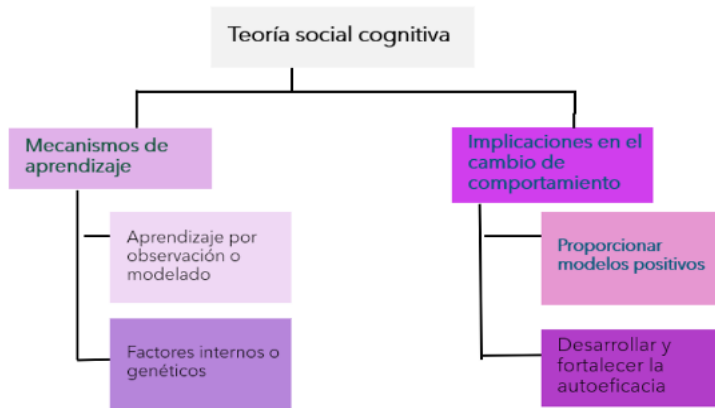 Teoría social cognitiva
Mecanismos de
aprendizaje
Aprendizaje por
observación o
modelado
Factores internos o
genéticos
Implicaciones en el
cambio de
comportamiento
Proporcionar
modelos positivos
Desarrollar y
fortalecer la
autoeficacia